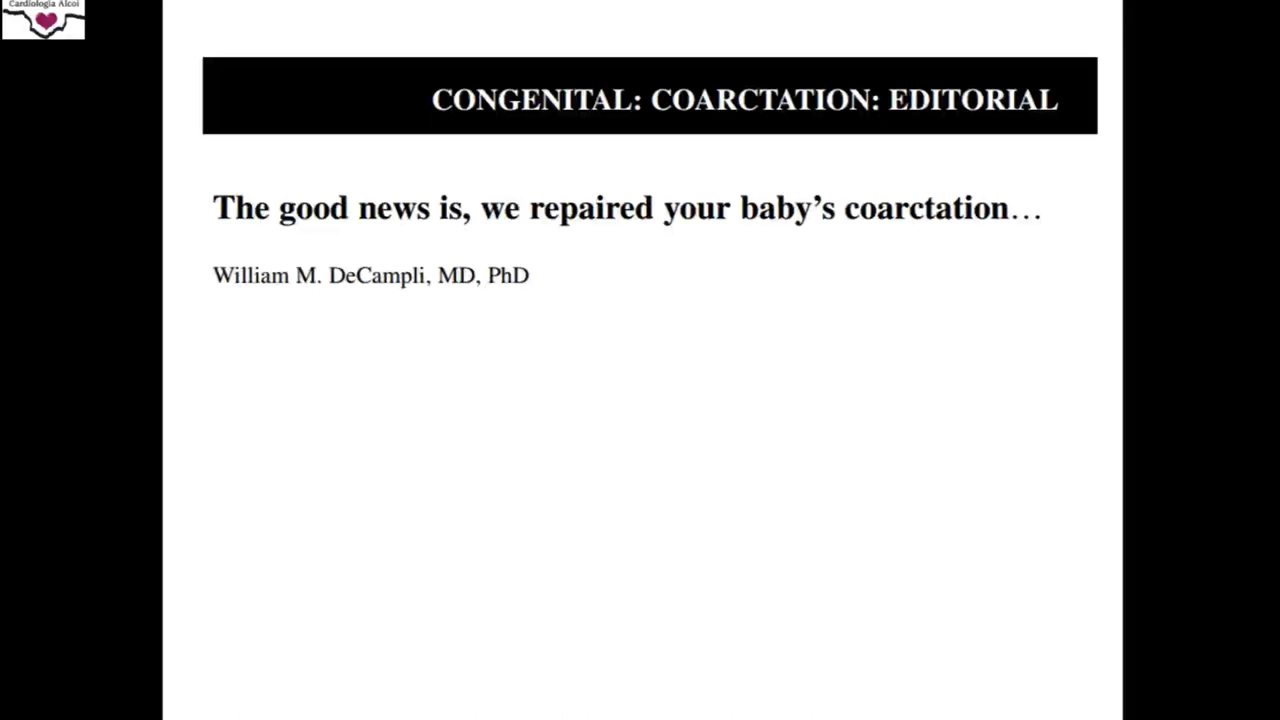 Cardiologia Alcoi
CONGENITAL: COARCTATION: EDITORIAL
The good news is, we repaired your baby’s coarctation…
William M. DeCampli, MD, PhD